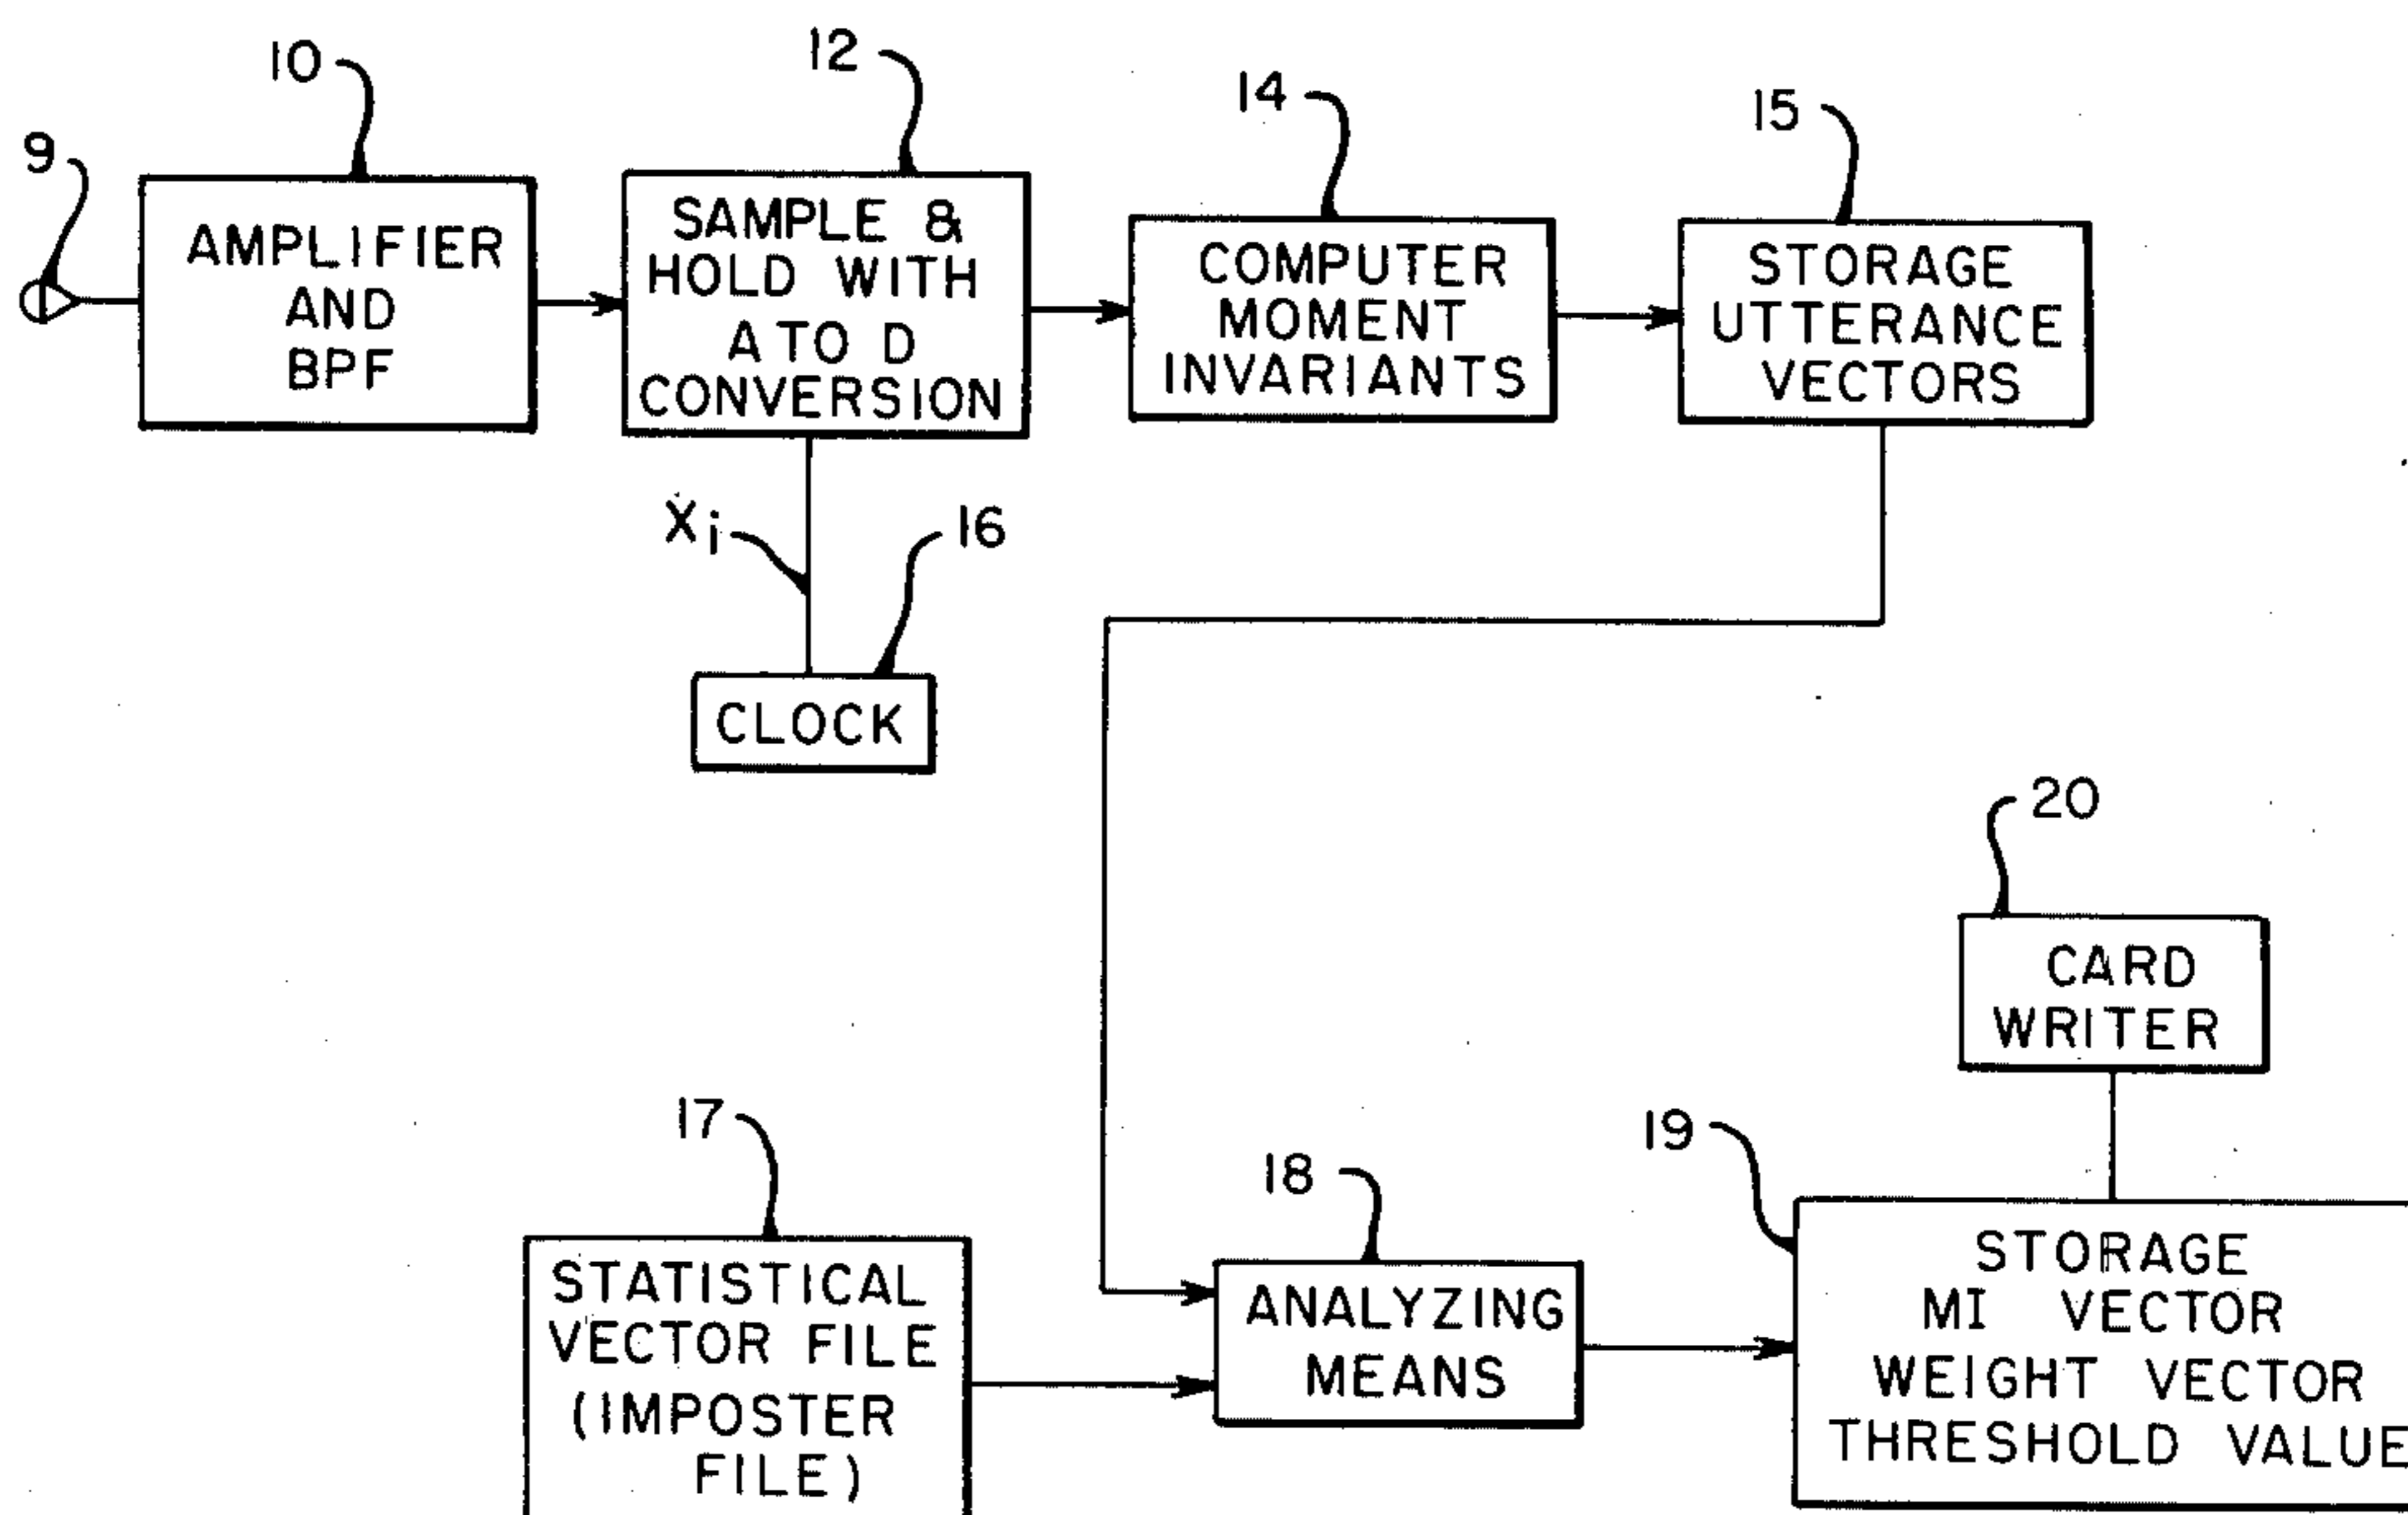 9
10
AMPLIFIER
AND
BPF
12
SAMPLE &
HOLD WITH
A TO D
CONVERSION
14
COMPUTER
MOMENT
INVARIANTS
15
STORAGE
UTTERANCE
VECTORS
Xi
16
CLOCK
20
CARD
WRITER
17
STATISTICAL
VECTOR FILE
(IMPOSTER
FILE)
18
ANALYZING
MEANS
19
STORAGE
MI VECTOR
WEIGHT VECTOR
THRESHOLD VALUE